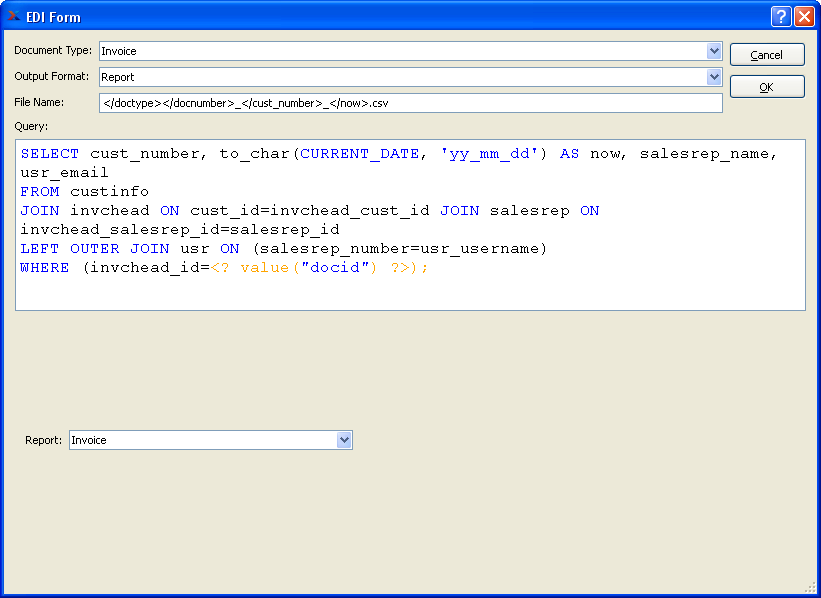 EDI Form
Document Type: Invoice
Cancel
Output Format: Report
OK
File Name: </doctype></docnumber>_</cust_number>_</now>.csv
Query:
SELECT cust_number, to_char(CURRENT_DATE, 'yy_mm_dd') AS now, salesrep_name,
usr_email
FROM custinfo
JOIN invchead ON cust_id=invchead_cust_id JOIN salesrep ON
invchead_salesrep_id=salesrep_id
LEFT OUTER JOIN usr ON (salesrep_number=usr_username)
WHERE (invchead_id=<? value("docid") ?>);
Report: Invoice